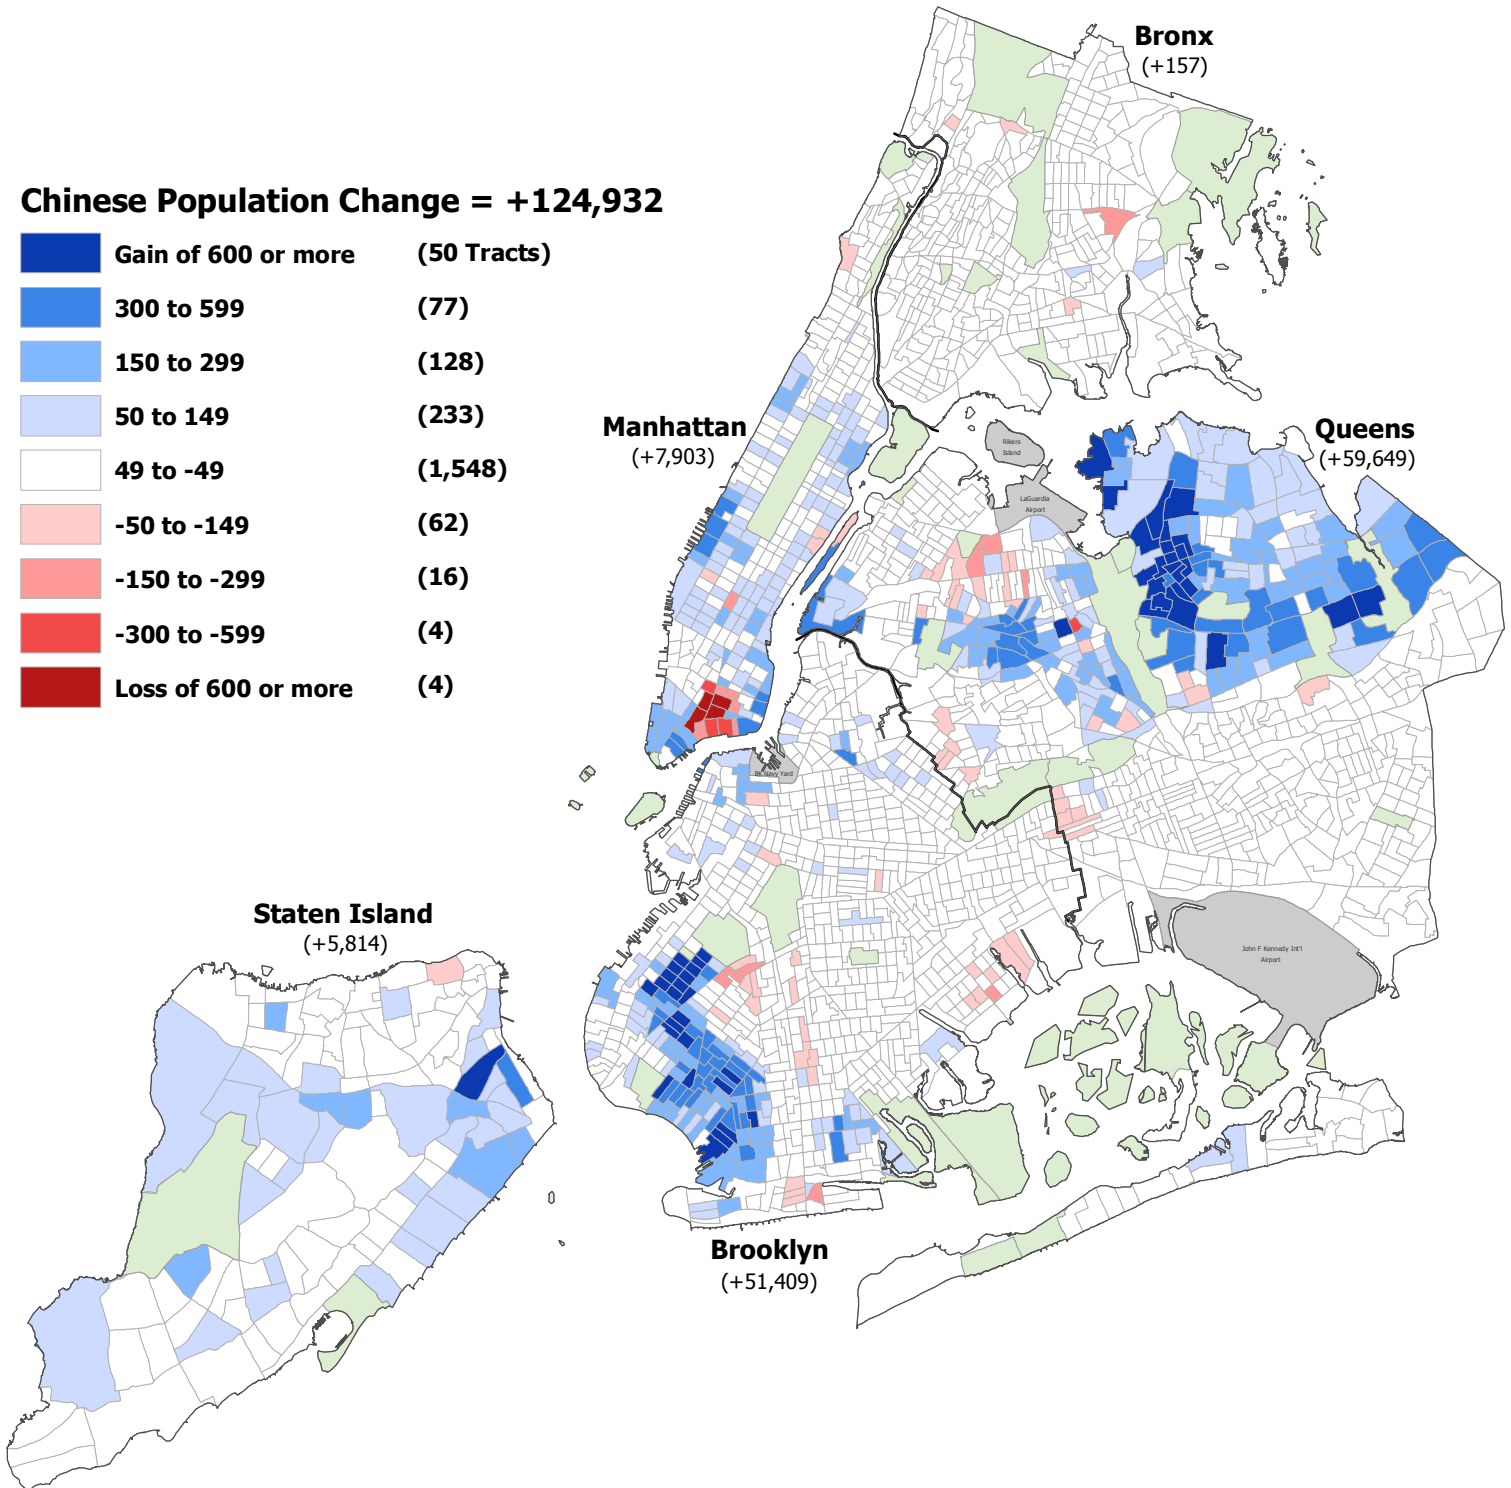 Bronx
(+157)
Chinese Population Change = +124,932
Gain of 600 or more (50 Tracts)
300 to 599 (77)
150 to 299 (128)
50 to 149 (233)
49 to -49 (1,548)
-50 to -149 (62)
-150 to -299 (16)
-300 to -599 (4)
Loss of 600 or more (4)
Manhattan
(+7,903)
Queens
(+59,649)
Rikers
Island
LaGuardia
Airport
BK Navy Yard
Staten Island
(+5,814)
John F Kennedy Int'l
Airport
Brooklyn
(+51,409)